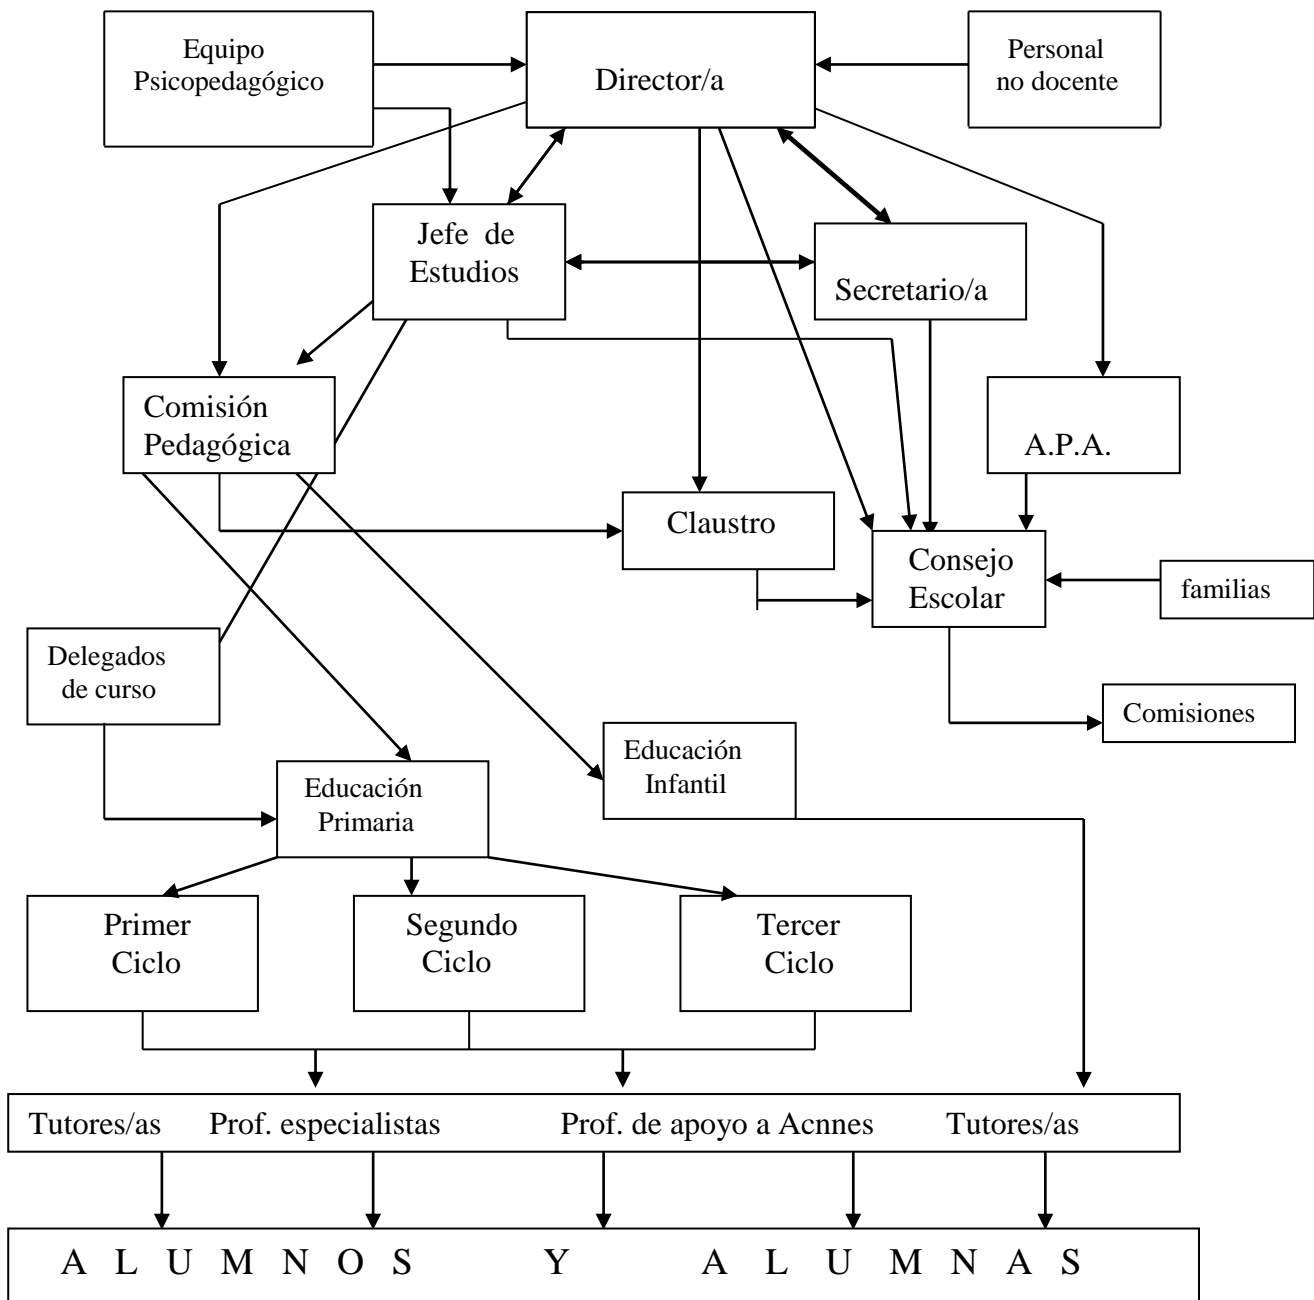 Equipo
Psicopedagógico
Director/a
Personal
no docente
Jefe de
Estudios
Secretario/a
Comisión
Pedagógica
A.P.A.
Claustro
Consejo
Escolar
familias
Delegados
de curso
Comisiones
Educación
Infantil
Educación
Primaria
Primer
Ciclo
Segundo
Ciclo
Tercer
Ciclo
Tutores/as Prof. especialistas Prof. de apoyo a Acnnes Tutores/as
A L U M N O S Y A L U M N A S